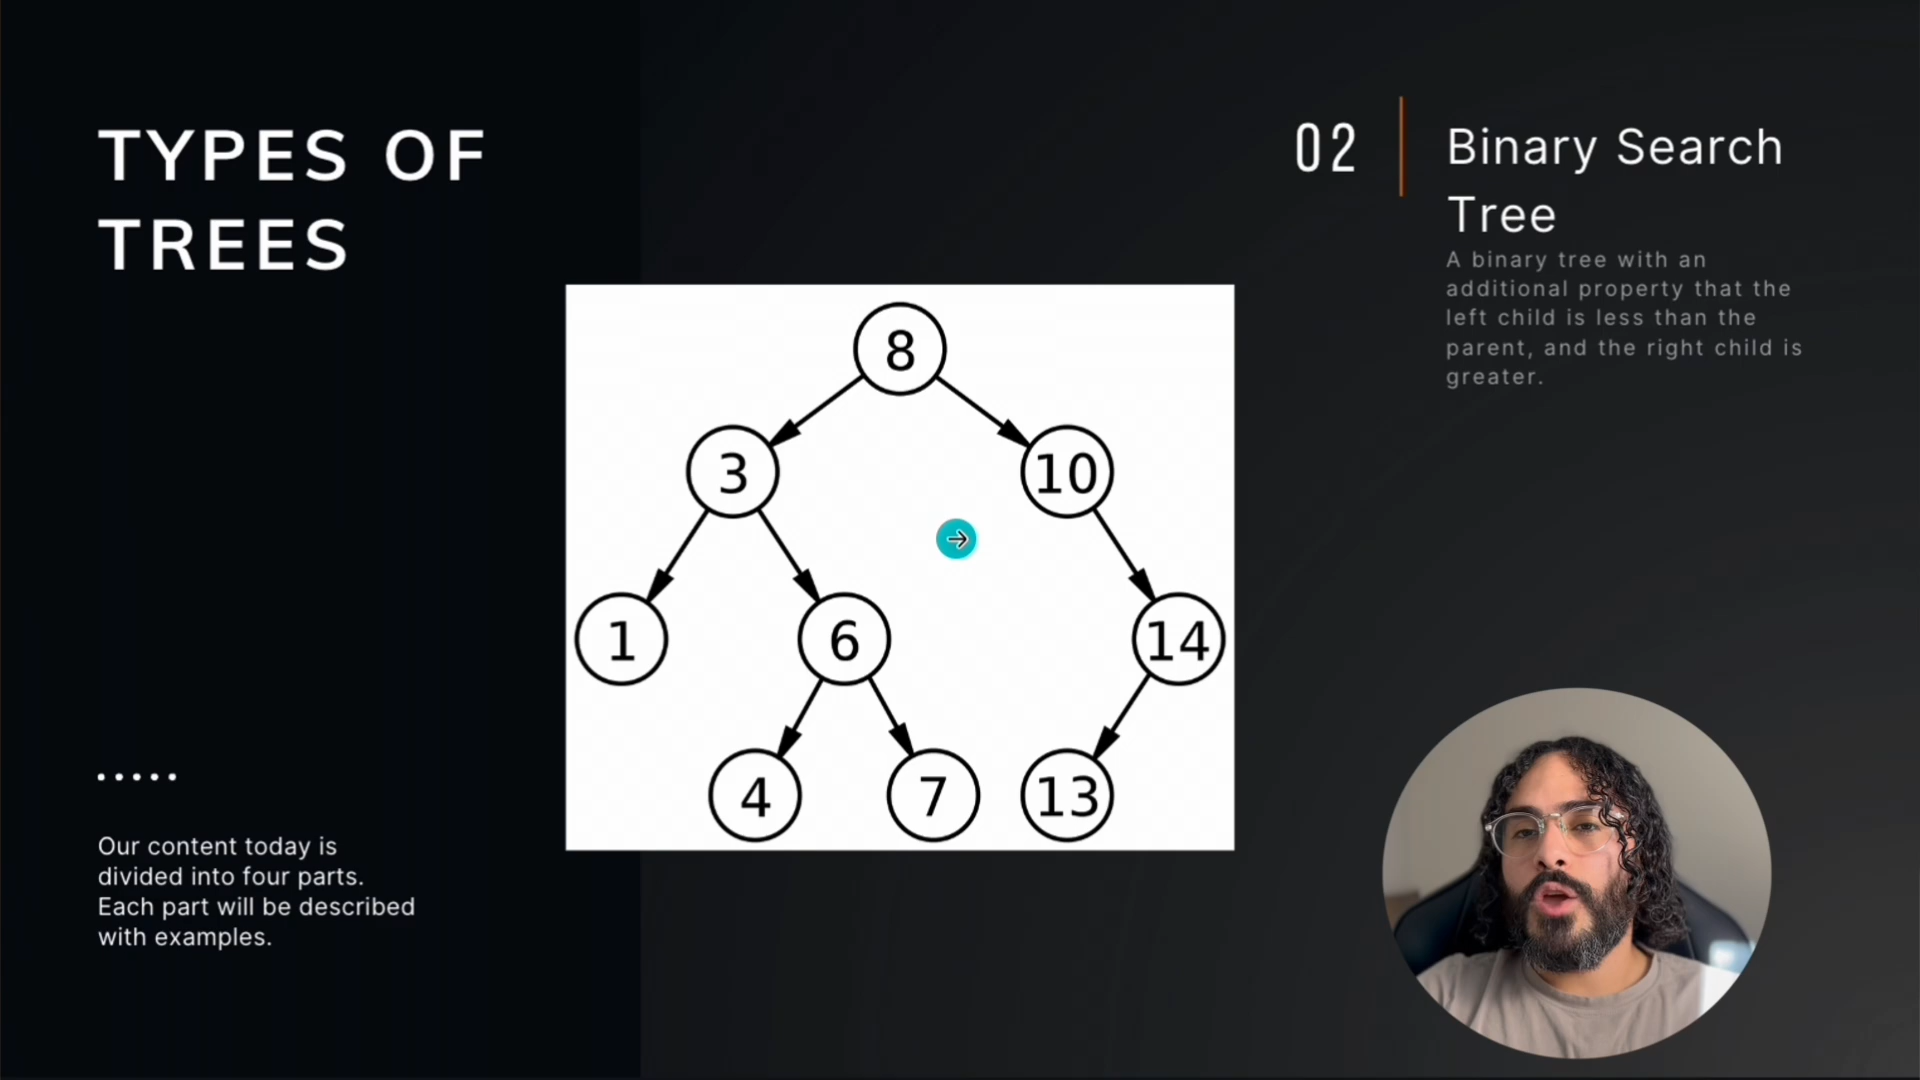 TYPES OF
TREES
02
Binary Search
Tree
A binary tree with an
additional property that the
left child is less than the
parent, and the right child is
greater.
8
3
10
1
6
14
4
7
13
Our content today is
divided into four parts.
Each part will be described
with examples.